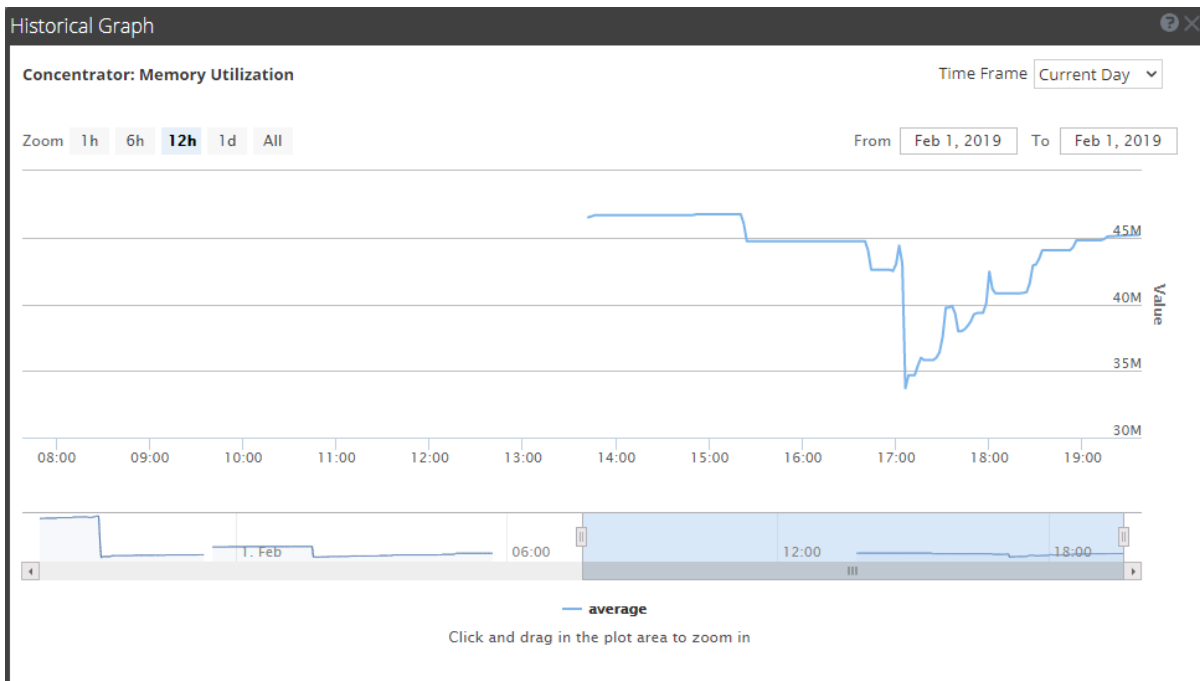 Historical Graph
Concentrator: Memory Utilization
Time Frame Current Day
Zoom 1h 6h 12h 1d All
From Feb 1, 2019 To Feb 1, 2019
45M
40M
Value
35M
30M
08:00 09:00 10:00 11:00 12:00 13:00 14:00 15:00 16:00 17:00 18:00 19:00
1. Feb 06:00 12:00 18:00
average
Click and drag in the plot area to zoom in